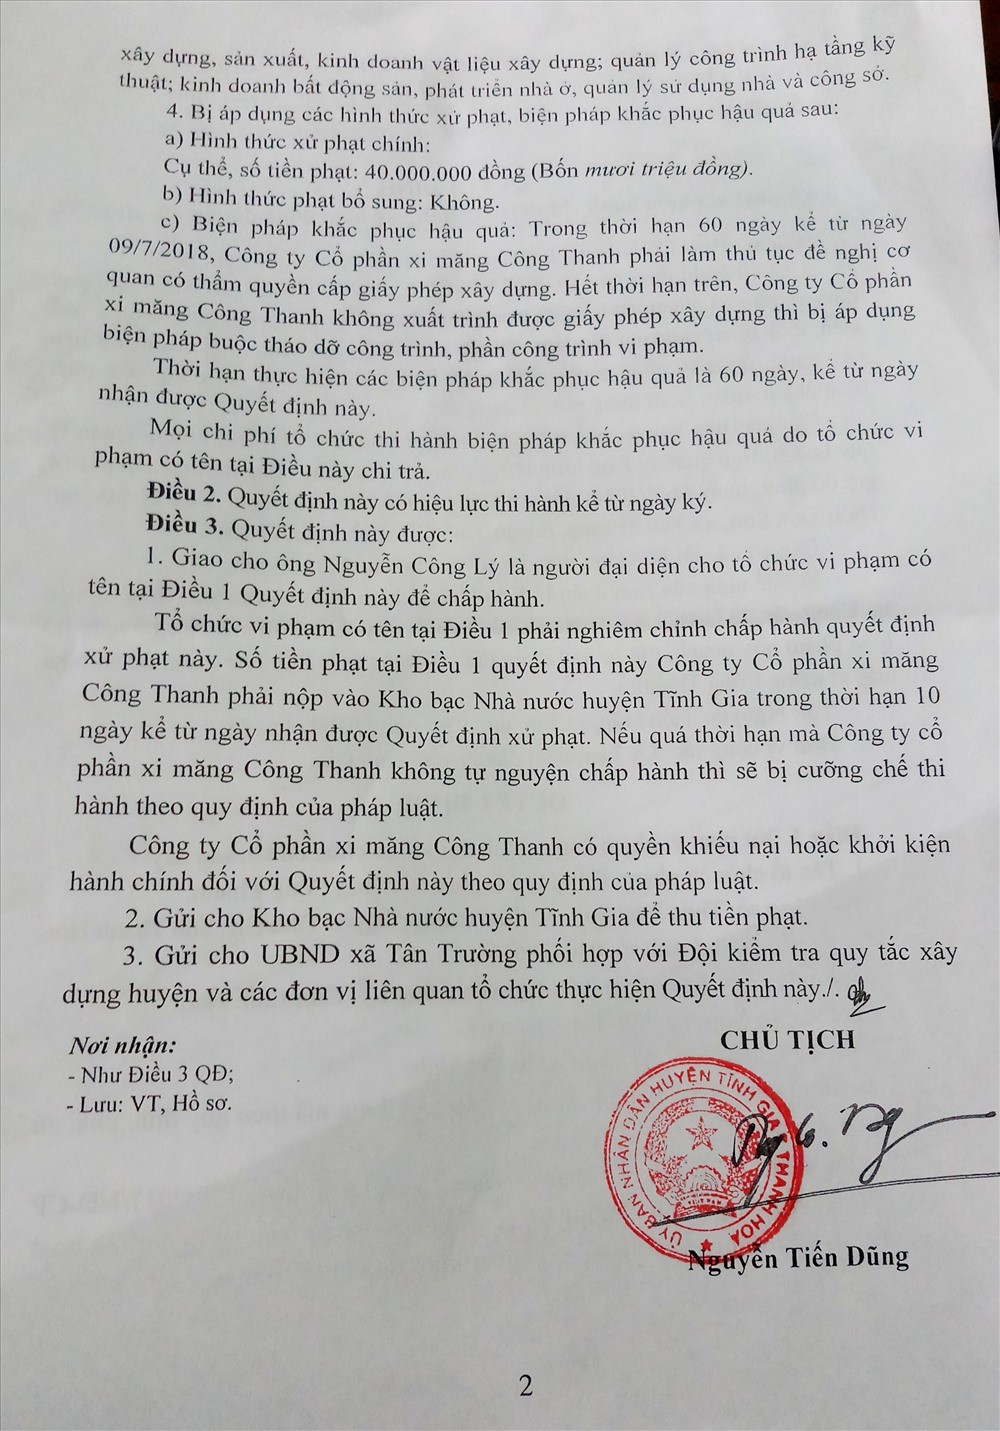 xây dựng, sản xuất, kinh doanh vật liệu xây dựng; quản lý công trình hạ tầng kỹ
thuật; kinh doanh bất động sản, phát triển nhà ở, quản lý sử dụng nhà và công sở.
4. Bị áp dụng các hình thức xử phạt, biện pháp khắc phục hậu quả sau:
a) Hình thức xử phạt chính:
Cụ thể, số tiền phạt: 40.000.000 đồng (Bốn mươi triệu đồng).
b) Hình thức phạt bổ sung: Không.
c) Biện pháp khắc phục hậu quả: Trong thời hạn 60 ngày kể từ ngày
09/7/2018, Công ty Cổ phần xi măng Công Thanh phải làm thủ tục đề nghị cơ
quan có thẩm quyền cấp giấy phép xây dựng. Hết thời hạn trên, Công ty Cổ phần
xi măng Công Thanh không xuất trình được giấy phép xây dựng thì bị áp dụng
biện pháp buộc tháo dỡ công trình, phần công trình vi phạm.
Thời hạn thực hiện các biện pháp khắc phục hậu quả là 60 ngày, kể từ ngày
nhận được Quyết định này.
Mọi chi phí tổ chức thi hành biện pháp khắc phục hậu quả do tổ chức vi
phạm có tên tại Điều này chi trả.
Điều 2. Quyết định này có hiệu lực thi hành kể từ ngày ký.
Điều 3. Quyết định này được:
1. Giao cho ông Nguyễn Công Lý là người đại diện cho tổ chức vi phạm có
tên tại Điều 1 Quyết định này để chấp hành.
Tổ chức vi phạm có tên tại Điều 1 phải nghiêm chỉnh chấp hành quyết định
xử phạt này. Số tiền phạt tại Điều 1 quyết định này Công ty Cổ phần xi măng
Công Thanh phải nộp vào Kho bạc Nhà nước huyện Tĩnh Gia trong thời hạn 10
ngày kể từ ngày nhận được Quyết định xử phạt. Nếu quá thời hạn mà Công ty cổ
phần xi măng Công Thanh không tự nguyện chấp hành thì sẽ bị cưỡng chế thi
hành theo quy định của pháp luật.
Công ty Cổ phần xi măng Công Thanh có quyền khiếu nại hoặc khởi kiện
hành chính đối với Quyết định này theo quy định của pháp luật.
2. Gửi cho Kho bạc Nhà nước huyện Tĩnh Gia để thu tiền phạt.
3. Gửi cho UBND xã Tân Trường phối hợp với Đội kiểm tra quy tắc xây
dựng huyện và các đơn vị liên quan tổ chức thực hiện Quyết định này./.
Nơi nhận:
- Như Điều 3 QĐ;
- Lưu: VT, Hồ sơ.
CHỦ TỊCH
ỦY BAN NHÂN DÂN HUYỆN TĨNH GIA T. THANH HOÁ
VIỆT NAM
Nguyễn Tiến Dũng
2